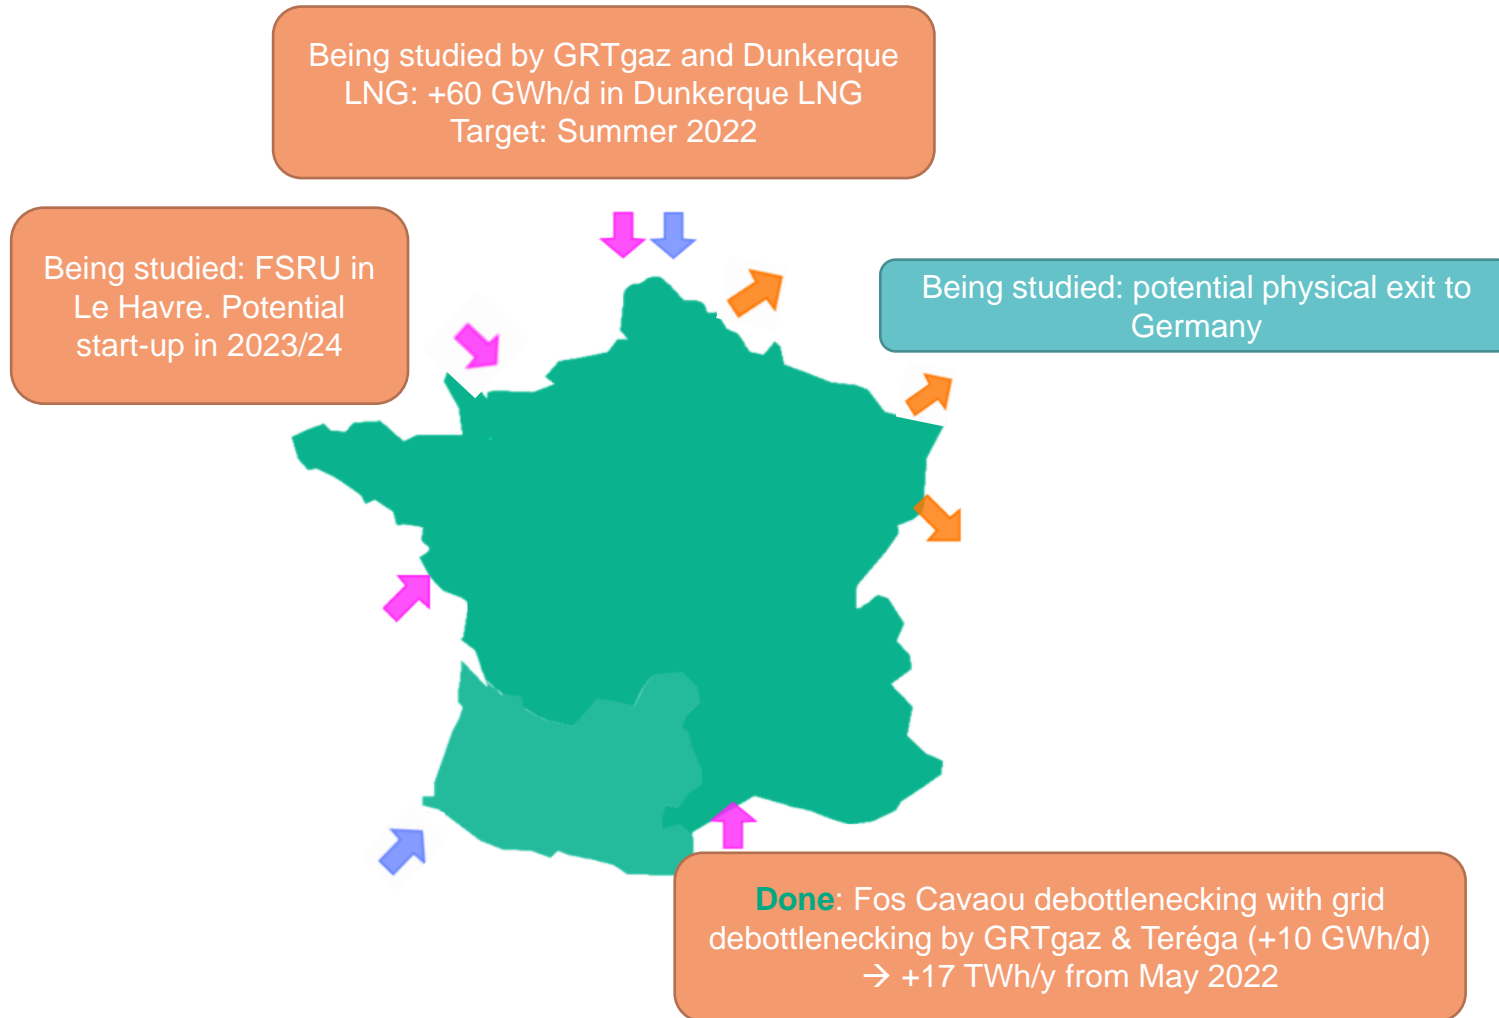 Being studied by GRTgaz and Dunkerque
LNG: +60 GWh/d in Dunkerque LNG
Target: Summer 2022
Being studied: FSRU in
Le Havre. Potential
start-up in 2023/24
Being studied: potential physical exit to
Germany
Done: Fos Cavaou debottlenecking with grid
debottlenecking by GRTgaz & Teréga (+10 GWh/d)
→ +17 TWh/y from May 2022